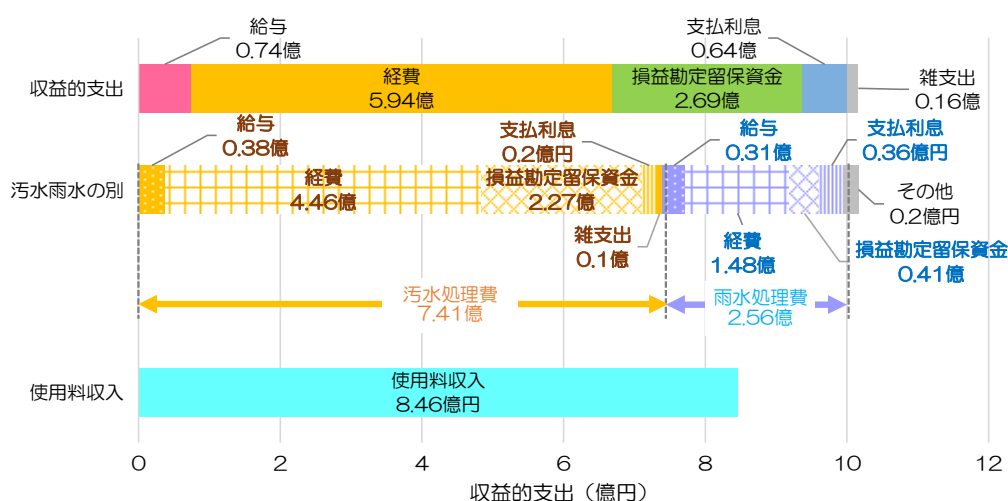 給与
0.74億
支払利息
0.64億
収益的支出
経費
5.94億
損益勘定留保資金
2.69億
雑支出
0.16億
給与
0.38億
支払利息
0.2億円
給与
0.31億
支払利息
0.36億円
汚水雨水の別
経費
4.46億
損益勘定留保資金
2.27億
その他
0.2億円
雑支出
0.1億
経費
1.48億
損益勘定留保資金
0.41億
汚水処理費
7.41億
雨水処理費
2.56億
使用料収入
使用料収入
8.46億円
0 2 4 6 8 10 12
収益的支出（億円）